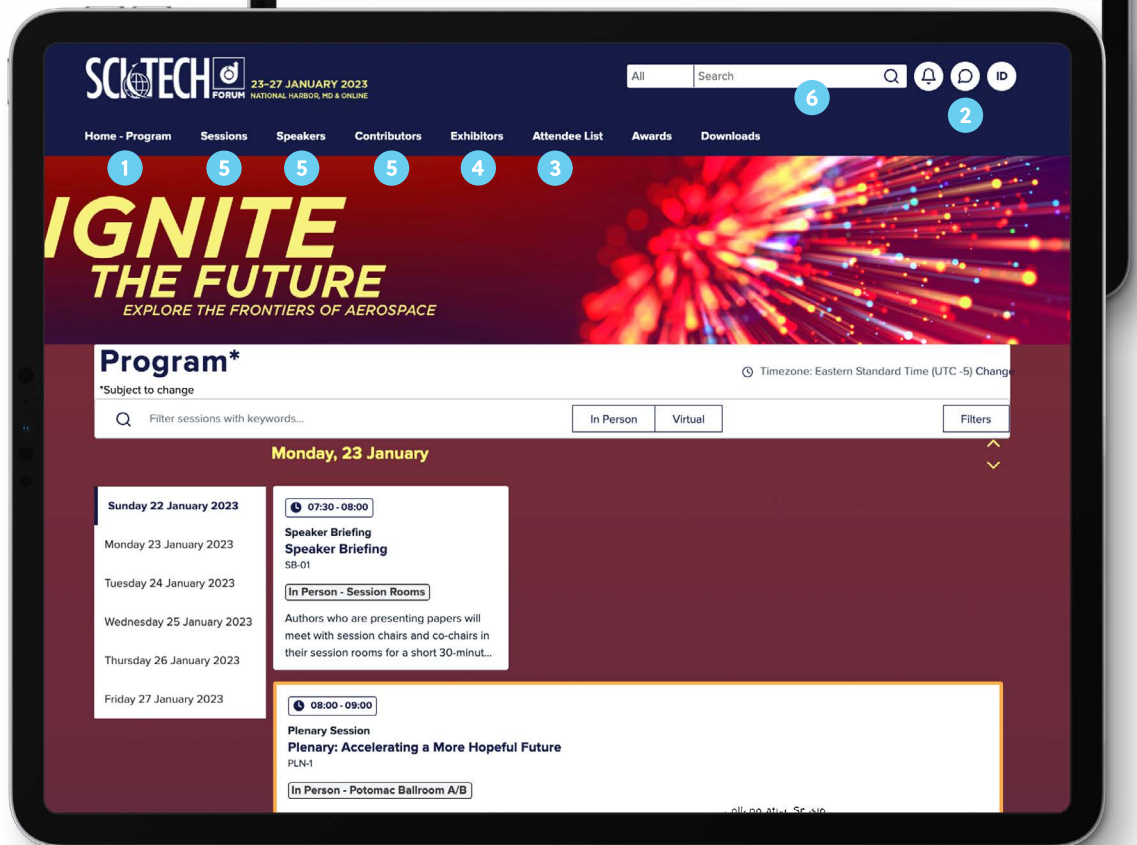 SCITECH FORUM
23–27 JANUARY 2023
NATIONAL HARBOR, MD & ONLINE
All Search
ID
6
2
Home - Program Sessions Speakers Contributors Exhibitors Attendee List Awards Downloads
1 5 5 5 4 3
IGNITE
THE FUTURE
EXPLORE THE FRONTIERS OF AEROSPACE
Program*
*Subject to change
Timezone: Eastern Standard Time (UTC -5) Change
Filter sessions with keywords... In Person Virtual Filters
Monday, 23 January
Sunday 22 January 2023
Monday 23 January 2023
Tuesday 24 January 2023
Wednesday 25 January 2023
Thursday 26 January 2023
Friday 27 January 2023
07:30 - 08:00
Speaker Briefing
Speaker Briefing
SB-01
In Person - Session Rooms
Authors who are presenting papers will
meet with session chairs and co-chairs in
their session rooms for a short 30-minut...
08:00 - 09:00
Plenary Session
Plenary: Accelerating a More Hopeful Future
PLN-1
In Person - Potomac Ballroom A/B